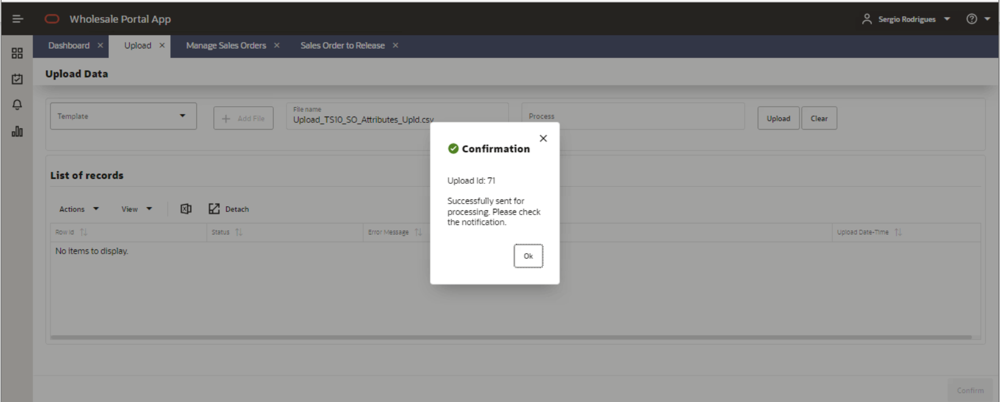 Wholesale Portal App
Sergio Rodrigues
Dashboard
Upload
Manage Sales Orders
Sales Order to Release
Upload Data
Template
Add File
File name
Upload_TS10_SO_Attributes_Upld.csv
Process
Upload
Clear
Confirmation
Upload Id: 71
Successfully sent for
processing. Please check
the notification.
Ok
List of records
Actions
View
Detach
Row Id
Status
Error Message
Upload Date-Time
No items to display.
Confirm